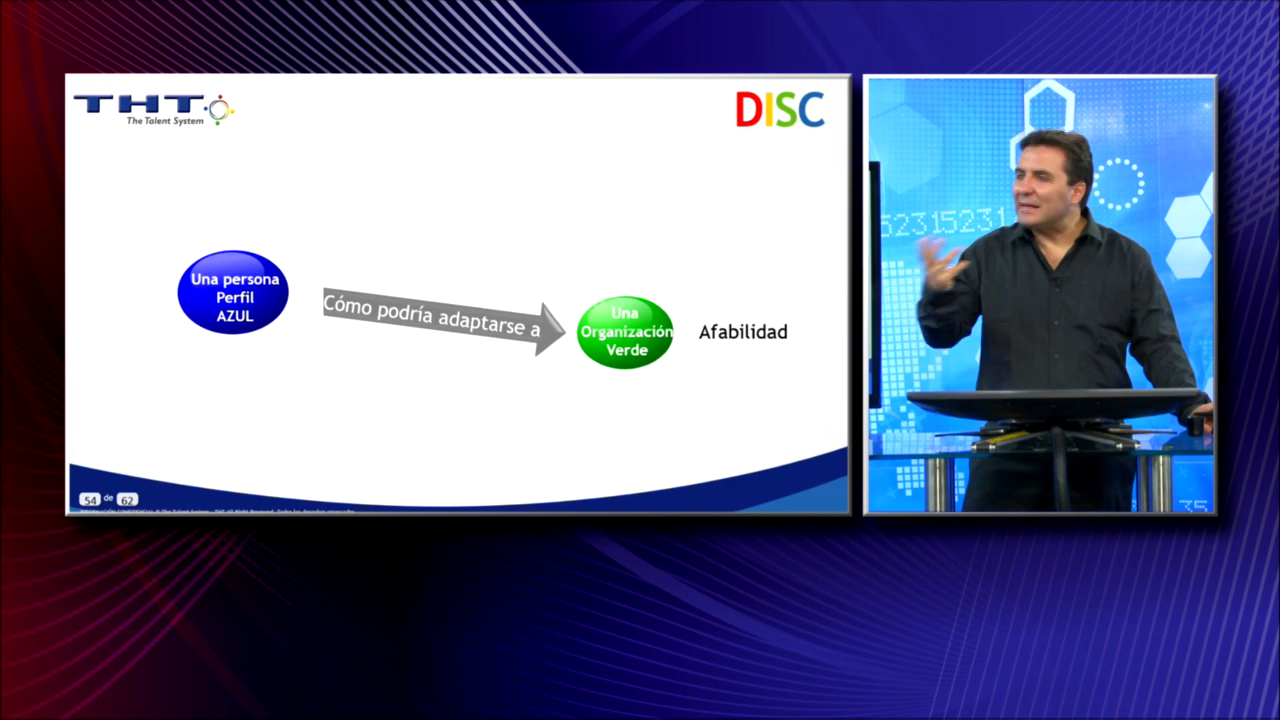 THT
The Talent System
DISC
Una persona
Perfil
AZUL
Cómo podría adaptarse a
Una
Organización
Verde
Afabilidad
52315231
54 de 62